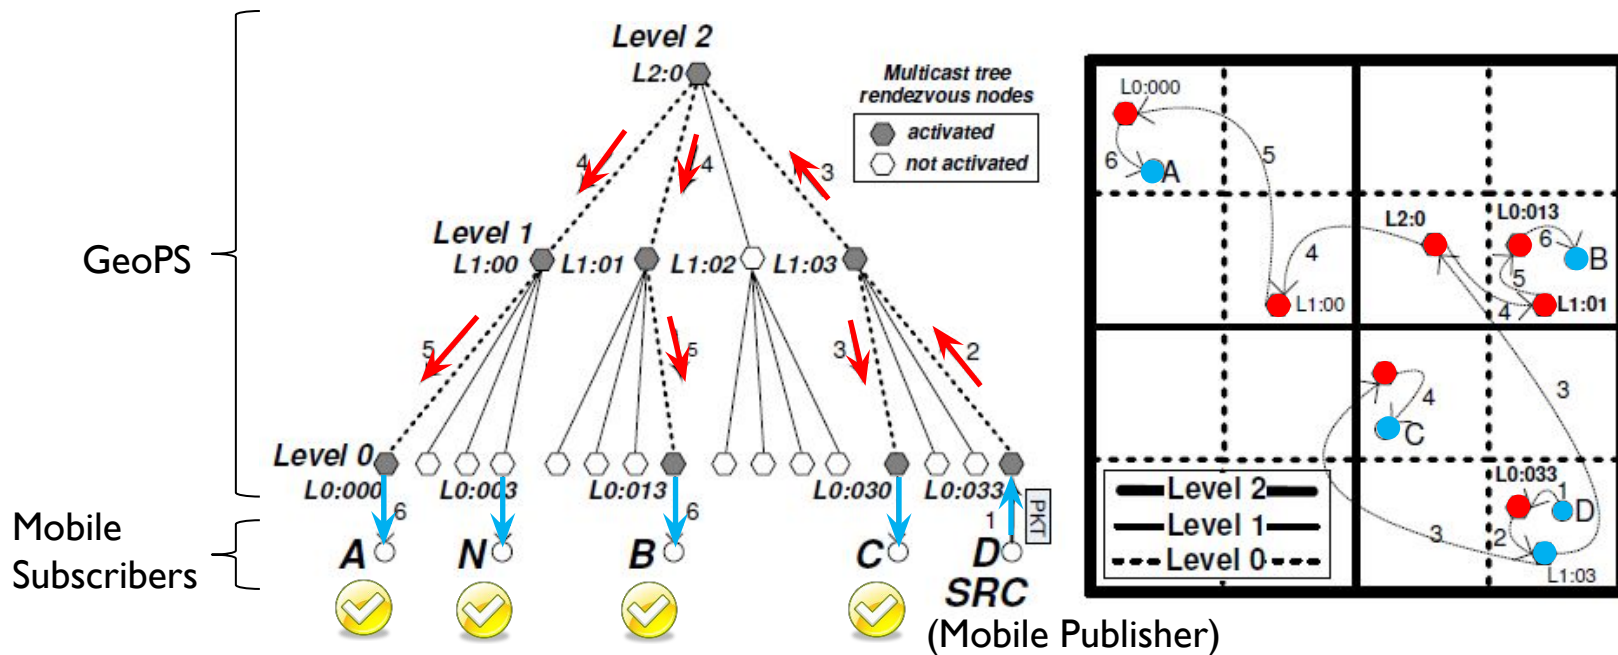 GeoPS
Mobile
Subscribers
Level 2
L2:0
Multicast tree
rendezvous nodes
activated
not activated
4
4
3
Level 1
L1:00
L1:01
L1:02
L1:03
5
5
3
2
Level 0
L0:000
L0:003
L0:013
L0:030
L0:033
6
6
1
PKT
A
N
B
C
D
SRC
(Mobile Publisher)
L0:000
6
A
5
L2:0
L0:013
6
B
4
5
4
L1:00
L1:01
4
C
3
3
L0:033
1
D
2
L1:03
Level 2
Level 1
Level 0